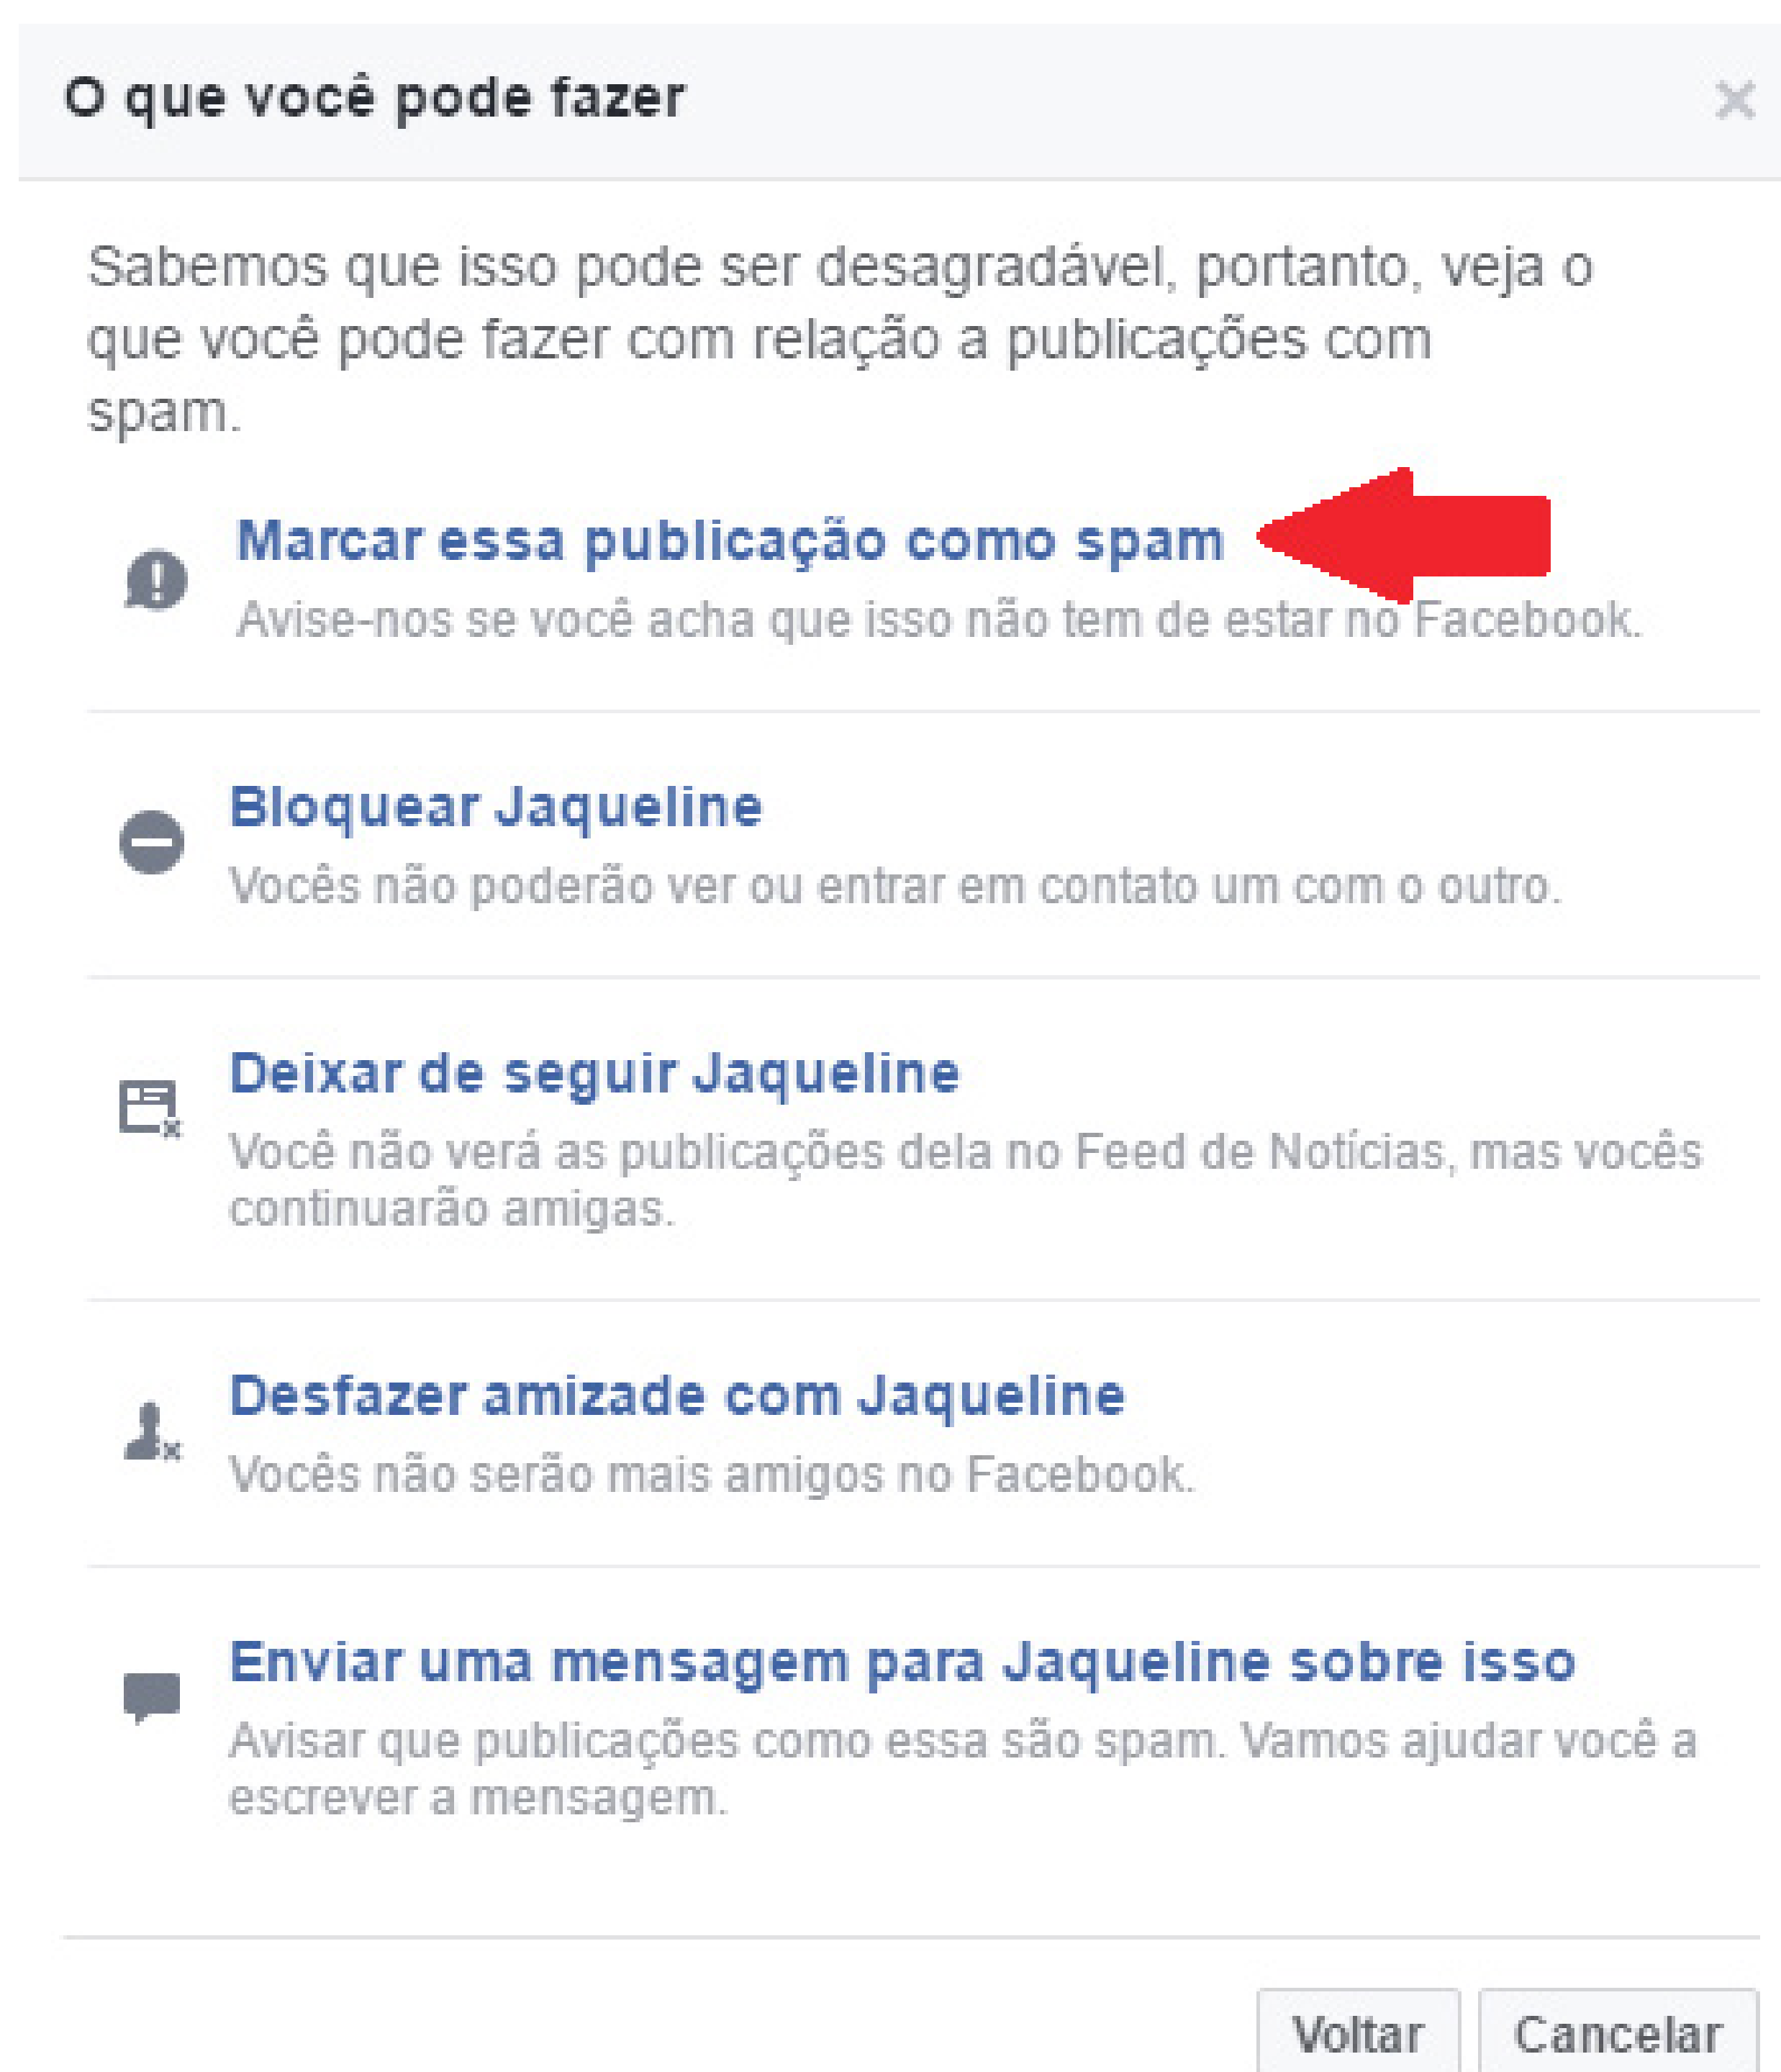 O que você pode fazer
Sabemos que isso pode ser desagradável, portanto, veja o
que você pode fazer com relação a publicações com
spam.
Marcar essa publicação como spam
Avise-nos se você acha que isso não tem de estar no Facebook.
Bloquear Jaqueline
Vocês não poderão ver ou entrar em contato um com o outro.
Deixar de seguir Jaqueline
Você não verá as publicações dela no Feed de Notícias, mas vocês
continuarão amigas.
Desfazer amizade com Jaqueline
Vocês não serão mais amigos no Facebook.
Enviar uma mensagem para Jaqueline sobre isso
Avisar que publicações como essa são spam. Vamos ajudar você a
escrever a mensagem.
Voltar Cancelar